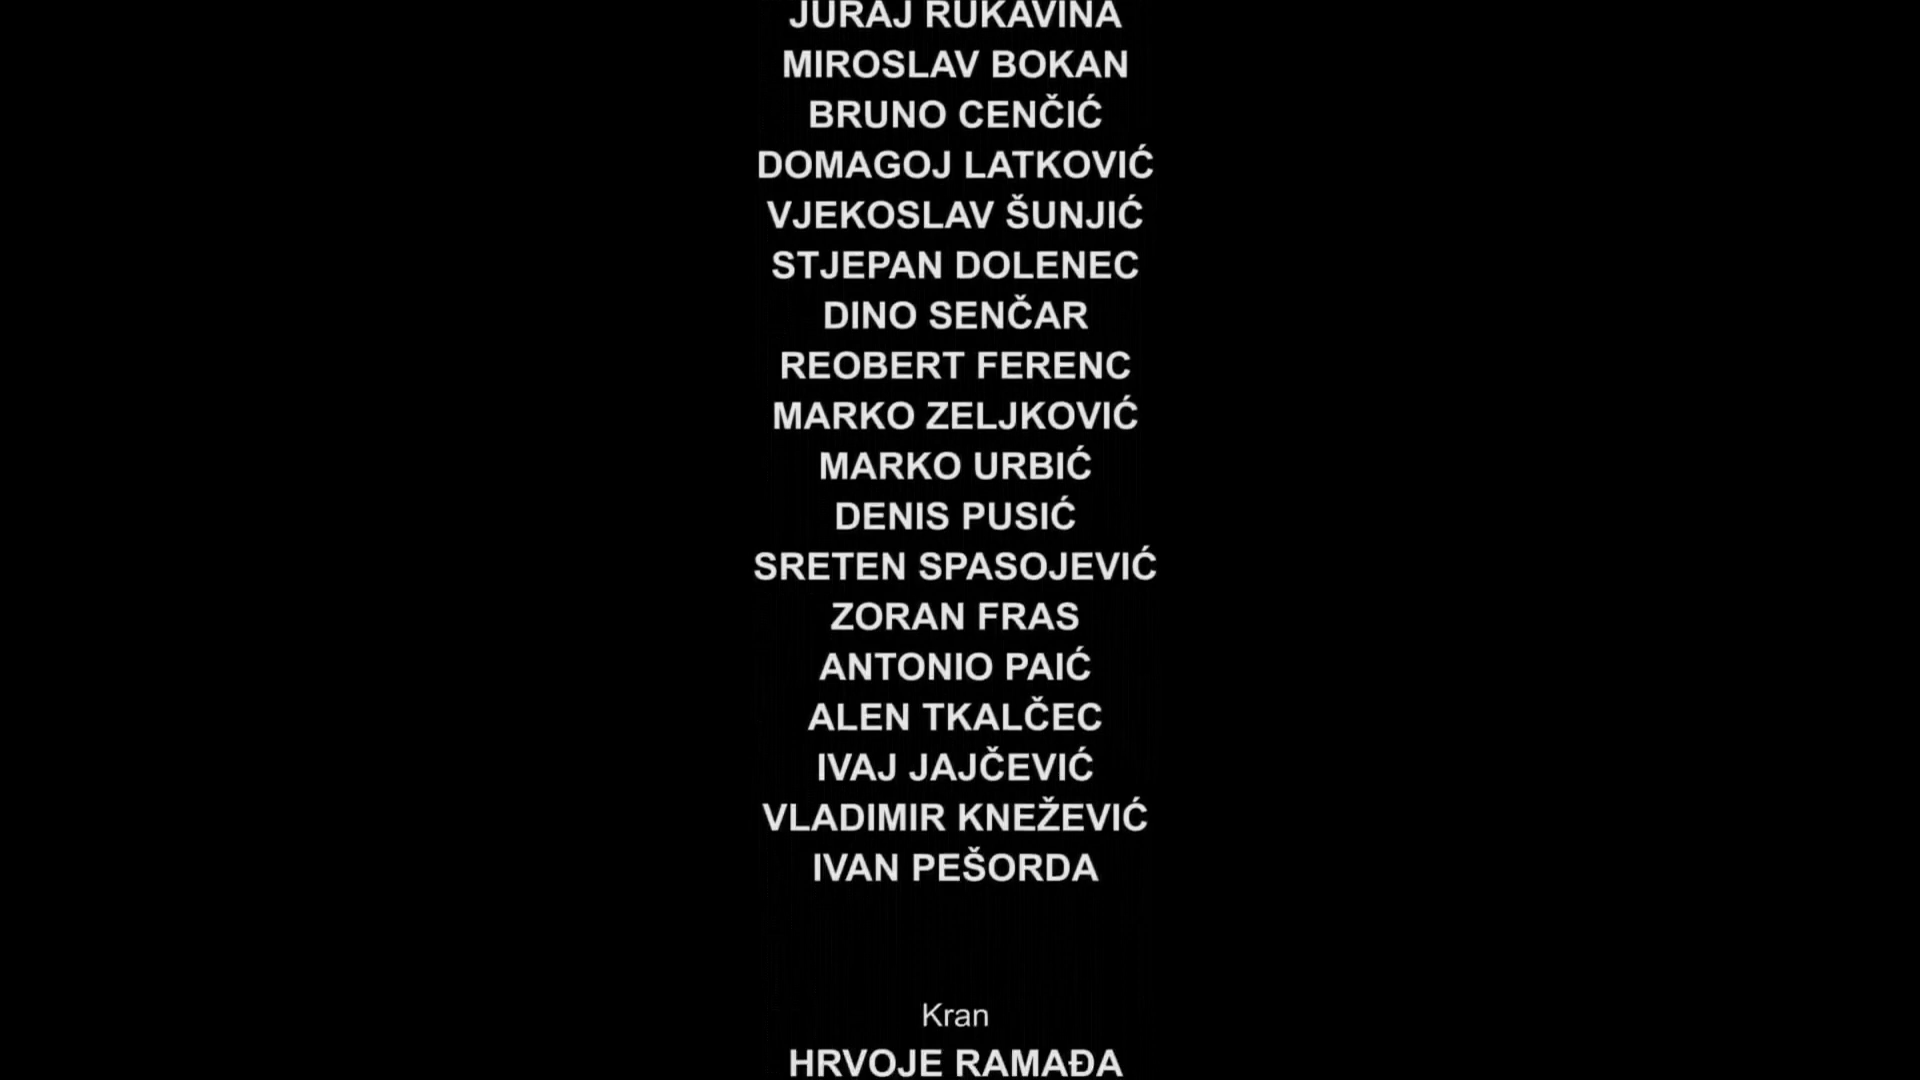 JURAJ RUKAVINA
MIROSLAV BOKAN
BRUNO CENČIĆ
DOMAGOJ LATKOVIĆ
VJEKOSLAV ŠUNJIĆ
STJEPAN DOLENEC
DINO SENČAR
REOBERT FERENC
MARKO ZELJKOVIĆ
MARKO URBIĆ
DENIS PUSIĆ
SRETEN SPASOJEVIĆ
ZORAN FRAS
ANTONIO PAIĆ
ALEN TKALČEC
IVAJ JAJČEVIĆ
VLADIMIR KNEŽEVIĆ
IVAN PEŠORDA
Kran
HRVOJE RAMAĐA